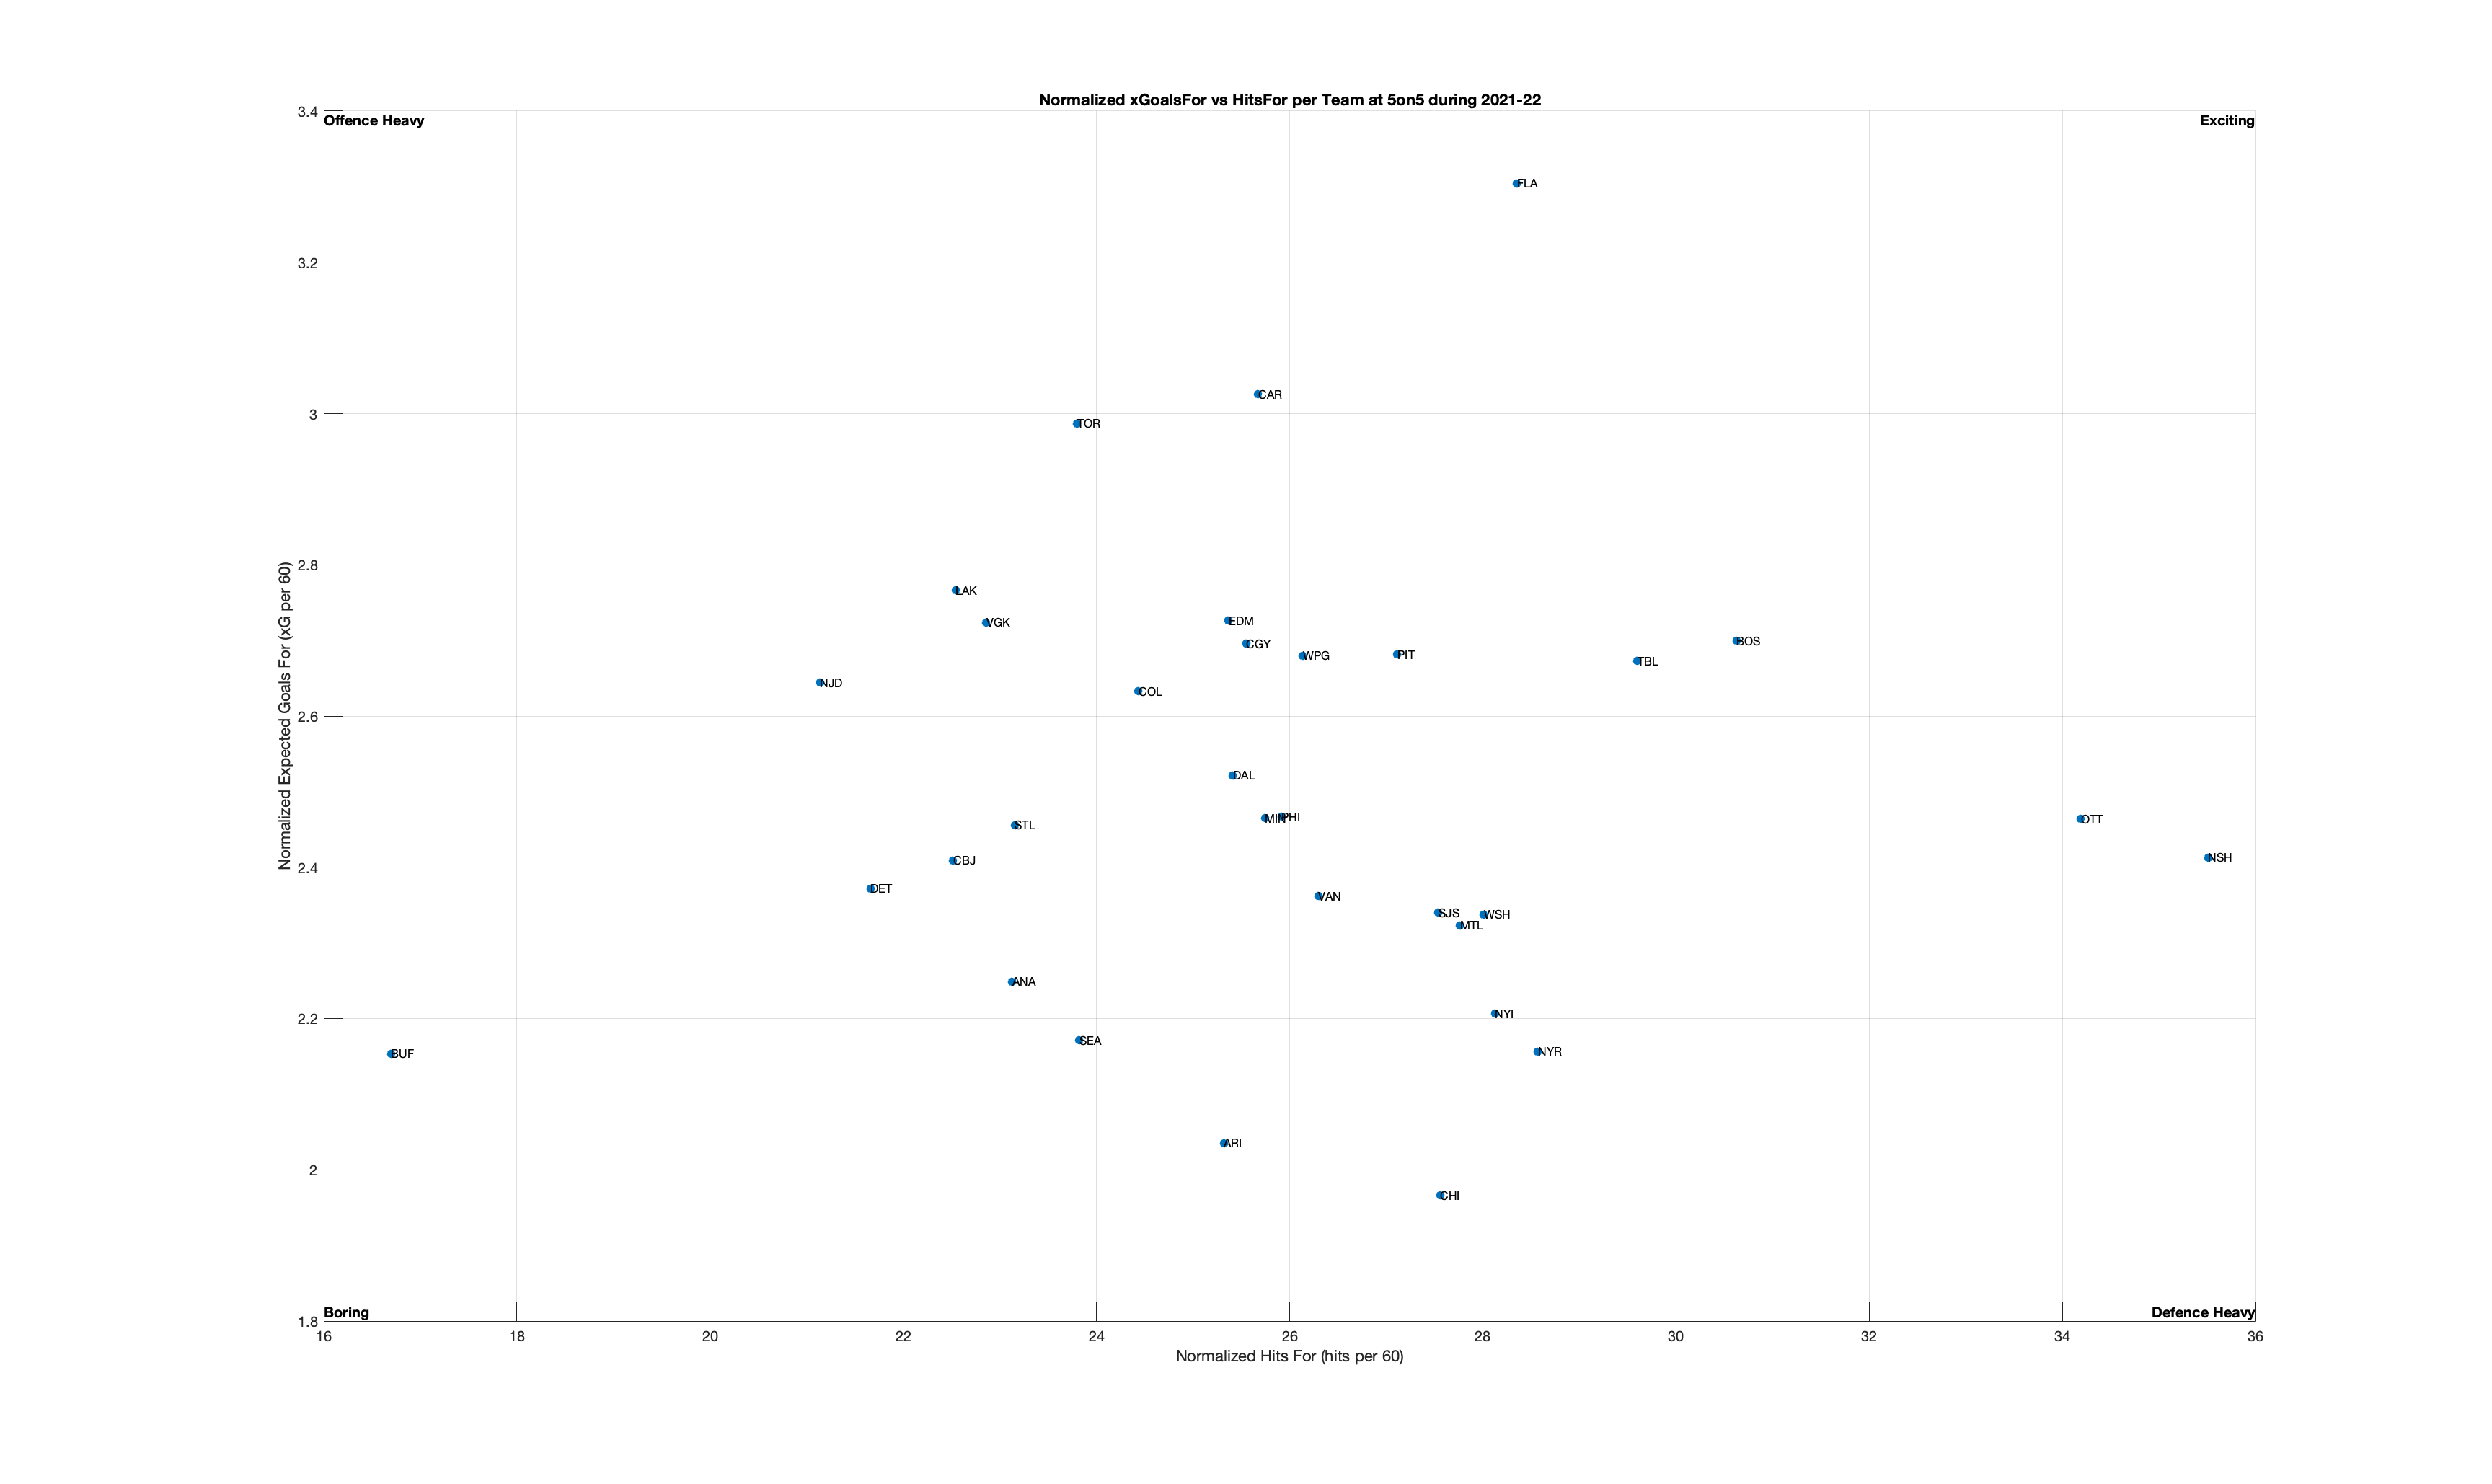 Normalized xGoalsFor vs HitsFor per Team at 5on5 during 2021-22
3.4
Offence Heavy
Exciting
FLA
3.2
CAR
3
TOR
2.8
LAK
EDM
VGK
BOS
CGY
PIT
WPG
TBL
NJD
COL
2.6
DAL
PHI
MIN
OTT
STL
NSH
CBJ
2.4
DET
VAN
SJS
WSH
MTL
ANA
2.2
NYI
SEA
NYR
BUF
ARI
2
CHI
Boring
Defence Heavy
1.8
Normalized Expected Goals For (xG per 60)
16 18 20 22 24 26 28 30 32 34 36
Normalized Hits For (hits per 60)